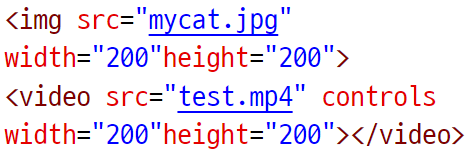 <img src="mycat.jpg"
width="200"height="200">
<video src="test.mp4" controls
width="200"height="200"></video>